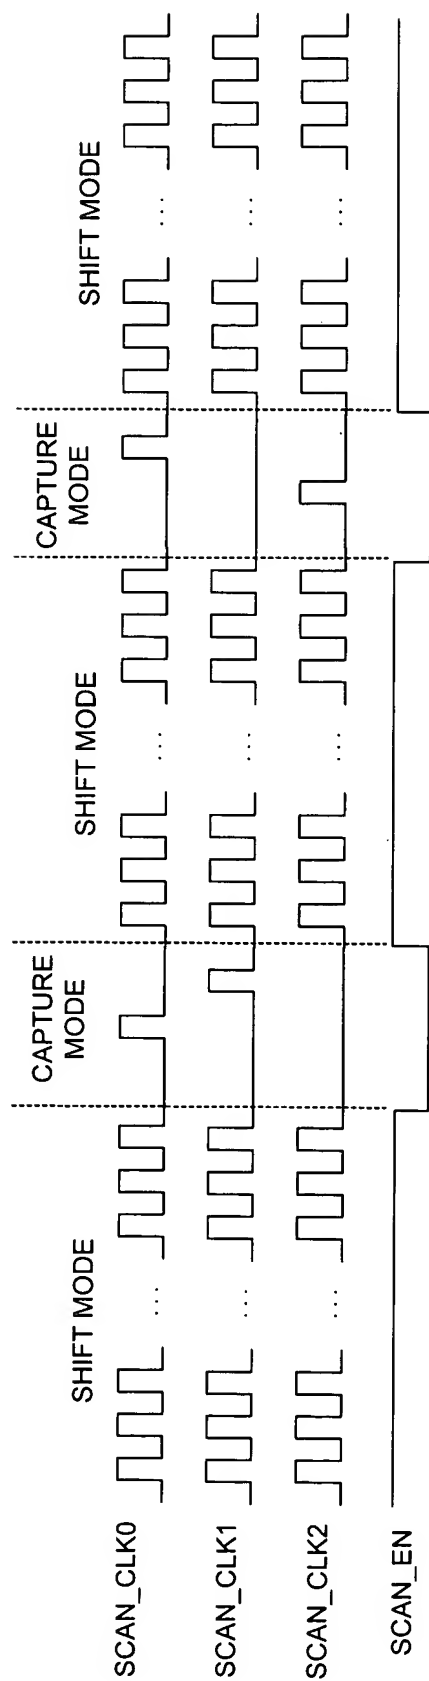 SHIFT MODE
CAPTURE
MODE
SHIFT MODE
CAPTURE
MODE
SHIFT MODE
SCAN_CLK0
....
....
....
SCAN_CLK1
....
....
....
SCAN_CLK2
....
....
....
SCAN_EN